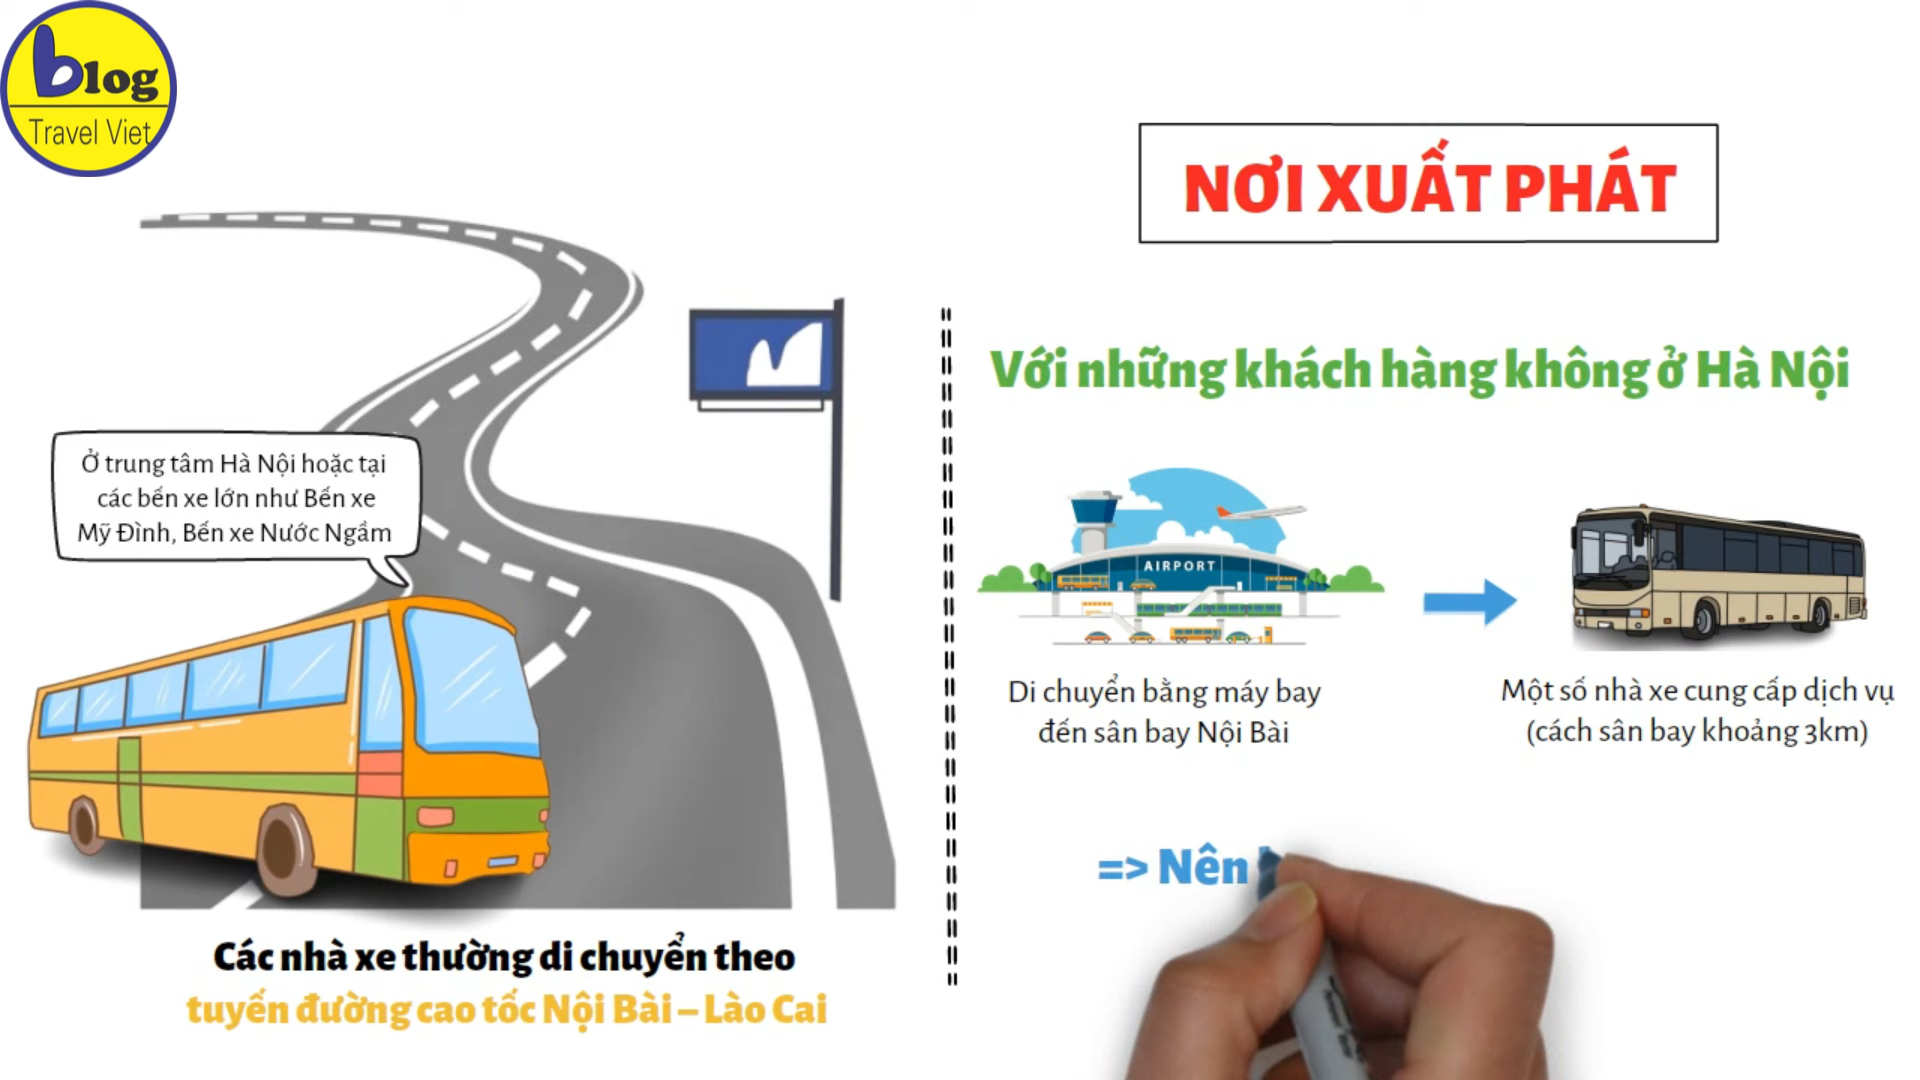 blog
Travel Viet
NƠI XUẤT PHÁT
Ở trung tâm Hà Nội hoặc tại
các bến xe lớn như Bến xe
Mỹ Đình, Bến xe Nước Ngầm
Các nhà xe thường di chuyển theo
tuyến đường cao tốc Nội Bài – Lào Cai
Với những khách hàng không ở Hà Nội
AIRPORT
Di chuyển bằng máy bay
đến sân bay Nội Bài
Một số nhà xe cung cấp dịch vụ
(cách sân bay khoảng 3km)
=> Nên